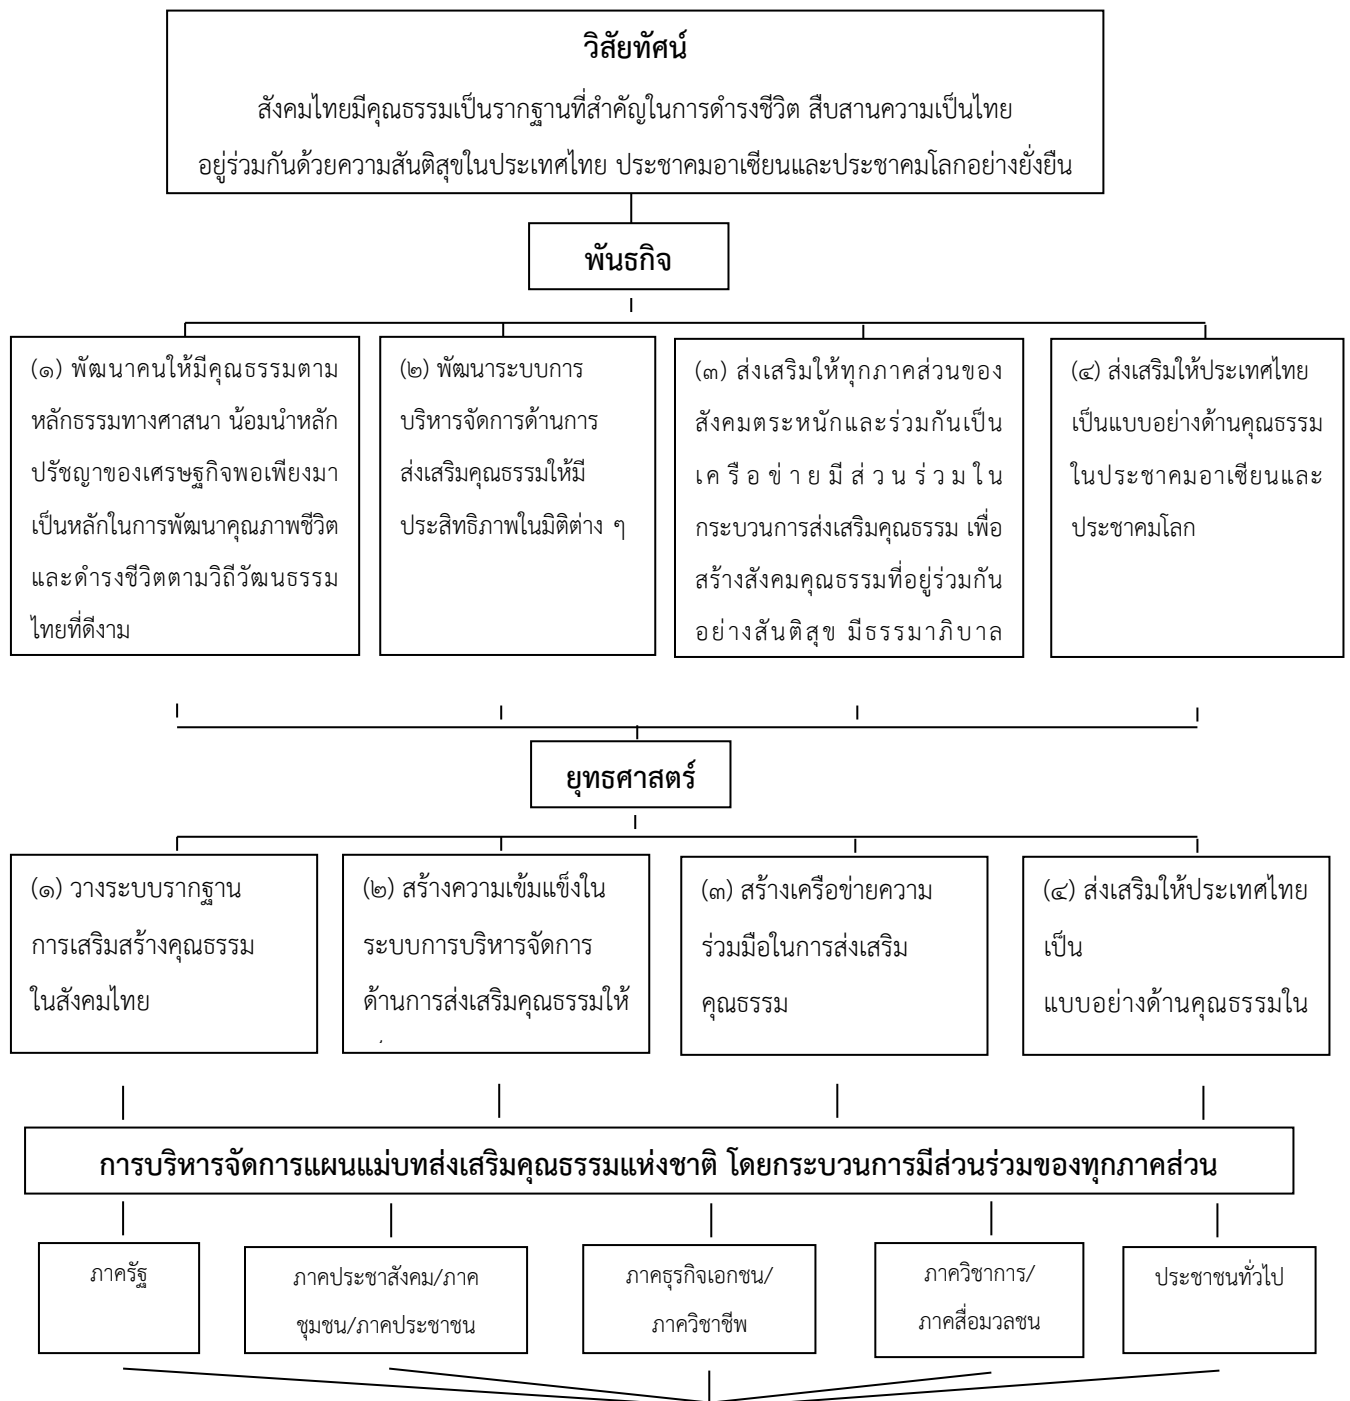 วิสัยทัศน์
สังคมไทยมีคุณธรรมเป็นรากฐานที่สำคัญในการดำรงชีวิต สืบสานความเป็นไทย
อยู่ร่วมกันด้วยความสันติสุขในประเทศไทย ประชาคมอาเซียนและประชาคมโลกอย่างยั่งยืน
พันธกิจ
(๑) พัฒนาคนให้มีคุณธรรมตาม
หลักธรรมทางศาสนา น้อมนำหลัก
ปรัชญาของเศรษฐกิจพอเพียงมา
เป็นหลักในการพัฒนาคุณภาพชีวิต
และดำรงชีวิตตามวิถีวัฒนธรรม
ไทยที่ดีงาม
(๒) พัฒนาระบบการ
บริหารจัดการด้านการ
ส่งเสริมคุณธรรมให้มี
ประสิทธิภาพในมิติต่าง ๆ
(๓) ส่งเสริมให้ทุกภาคส่วนของ
สังคมตระหนักและร่วมกันเป็น
เครือข่ายมีส่วนร่วมใน
กระบวนการส่งเสริมคุณธรรม เพื่อ
สร้างสังคมคุณธรรมที่อยู่ร่วมกัน
อย่างสันติสุข มีธรรมาภิบาล
(๔) ส่งเสริมให้ประเทศไทย
เป็นแบบอย่างด้านคุณธรรม
ในประชาคมอาเซียนและ
ประชาคมโลก
ยุทธศาสตร์
(๑) วางระบบรากฐาน
การเสริมสร้างคุณธรรม
ในสังคมไทย
(๒) สร้างความเข้มแข็งใน
ระบบการบริหารจัดการ
ด้านการส่งเสริมคุณธรรมให้
(๓) สร้างเครือข่ายความ
ร่วมมือในการส่งเสริม
คุณธรรม
(๔) ส่งเสริมให้ประเทศไทย
เป็น
แบบอย่างด้านคุณธรรมใน
การบริหารจัดการแผนแม่บทส่งเสริมคุณธรรมแห่งชาติ โดยกระบวนการมีส่วนร่วมของทุกภาคส่วน
ภาครัฐ
ภาคประชาสังคม/ภาค
ชุมชน/ภาคประชาชน
ภาคธุรกิจเอกชน/
ภาควิชาชีพ
ภาควิชาการ/
ภาคสื่อมวลชน
ประชาชนทั่วไป